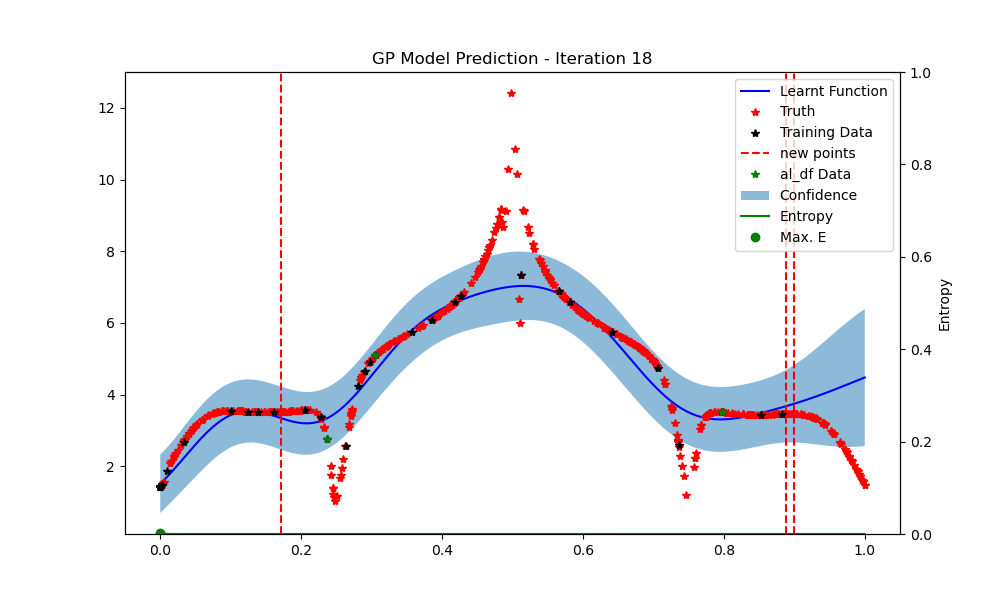 GP Model Prediction - Iteration 18
12
10
8
6
4
2
0.0
0.2
0.4
0.6
0.8
1.0
1.0
0.8
0.6
0.4
0.2
0.0
Entropy
Learnt Function
Truth
Training Data
new points
al_df Data
Confidence
Entropy
Max. E